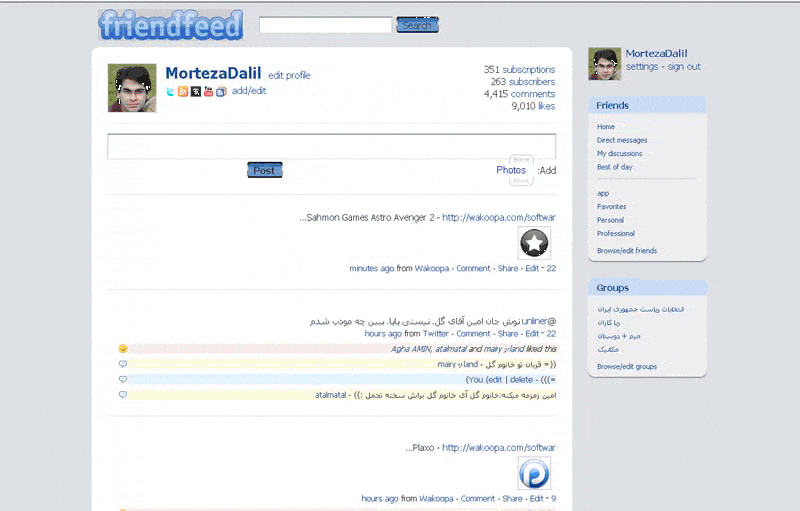 friendfeed
Search
MortezaDalil edit profile
add/edit
351 subscriptions
263 subscribers
4,415 comments
9,010 likes
Post
Photos
Add:
Sahmon Games Astro Avenger 2 - http://wakoopa.com/softwar...
22 minutes ago from Wakoopa - Comment - Share - Edit
@unliner نوش جان امین آقای گل. نیستی بابا. ببین چه مودب شدم
22 hours ago from Twitter - Comment - Share - Edit
Agha AMIN, atalmatal and mairyزland liked this
قربان تو خانوم گل - mairyزland =))
=))) - You (edit | delete)
امین زمزمه میکنه:خانوم گل آی خانوم گل براش سخته تحمل :)) - atalmatal
Plaxo - http://wakoopa.com/softwar...
9 hours ago from Wakoopa - Comment - Share - Edit
MortezaDalil
settings - sign out
Friends
Home
Direct messages
My discussions
Best of day
app
Favorites
Personal
Professional
Browse/edit friends
Groups
انتخابات ریاست جمهوری ایران
ریا کاران
میم + دوستان
مکانیک
Browse/edit groups